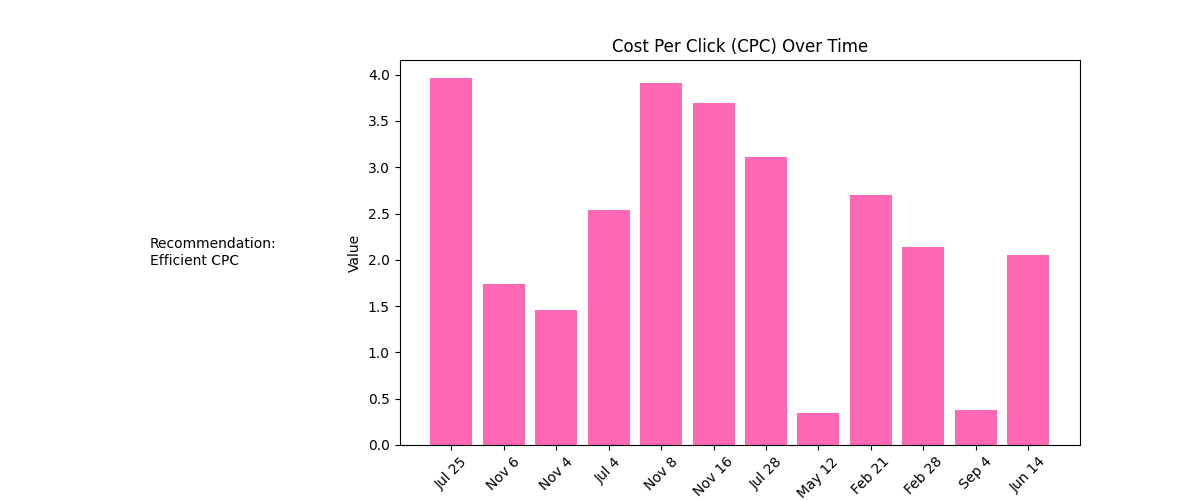 Cost Per Click (CPC) Over Time
4.0
3.5
3.0
2.5
2.0
1.5
1.0
0.5
0.0
Value
Recommendation:
Efficient CPC
Jul 25
Nov 6
Nov 4
Jul 4
Nov 8
Nov 16
Jul 28
May 12
Feb 21
Feb 28
Sep 4
Jun 14